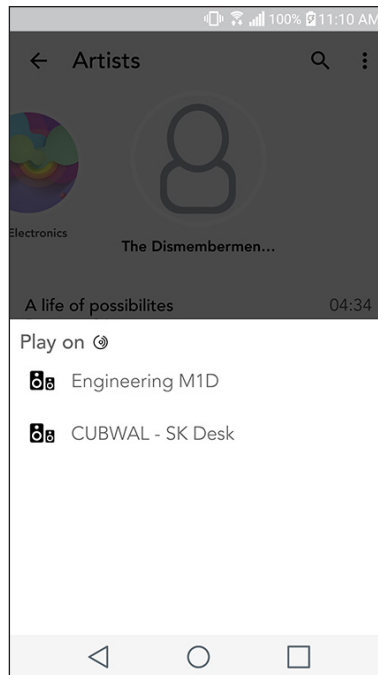 100% 11:10 AM
Artists
Electronics
The Dismembermen...
A life of possibilites 04:34
Play on
Engineering M1D
CUBWAL - SK Desk